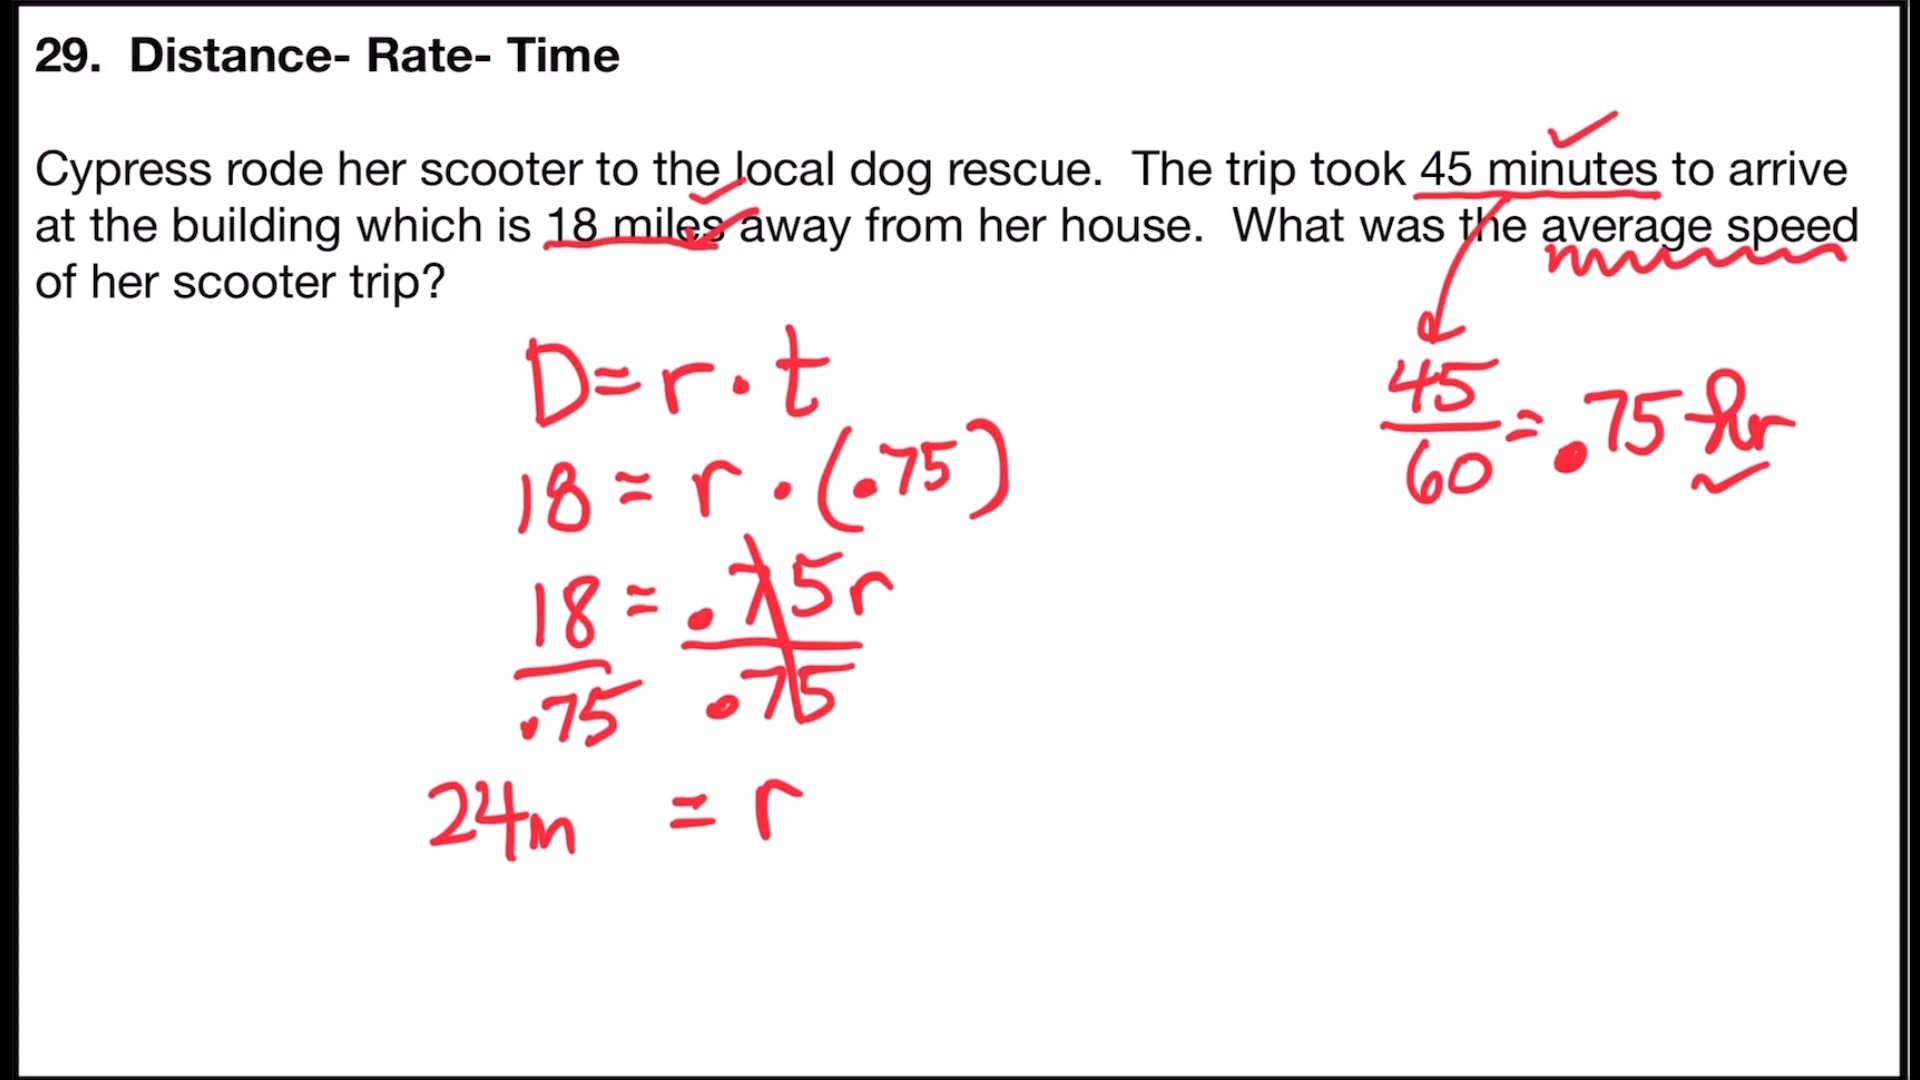 29. Distance- Rate- Time
Cypress rode her scooter to the local dog rescue. The trip took 45 minutes to arrive
at the building which is 18 miles away from her house. What was the average speed
of her scooter trip?
D=r·t
45/60=.75 hr
18=r·(.75)
18=.75r
.75 .75
24m =r